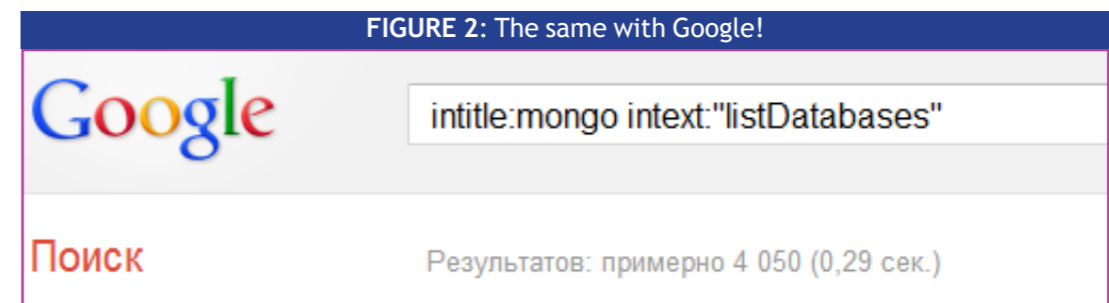 FIGURE 2: The same with Google!
Google
intitle:mongo intext:"listDatabases"
Поиск
Результатов: примерно 4 050 (0,29 сек.)